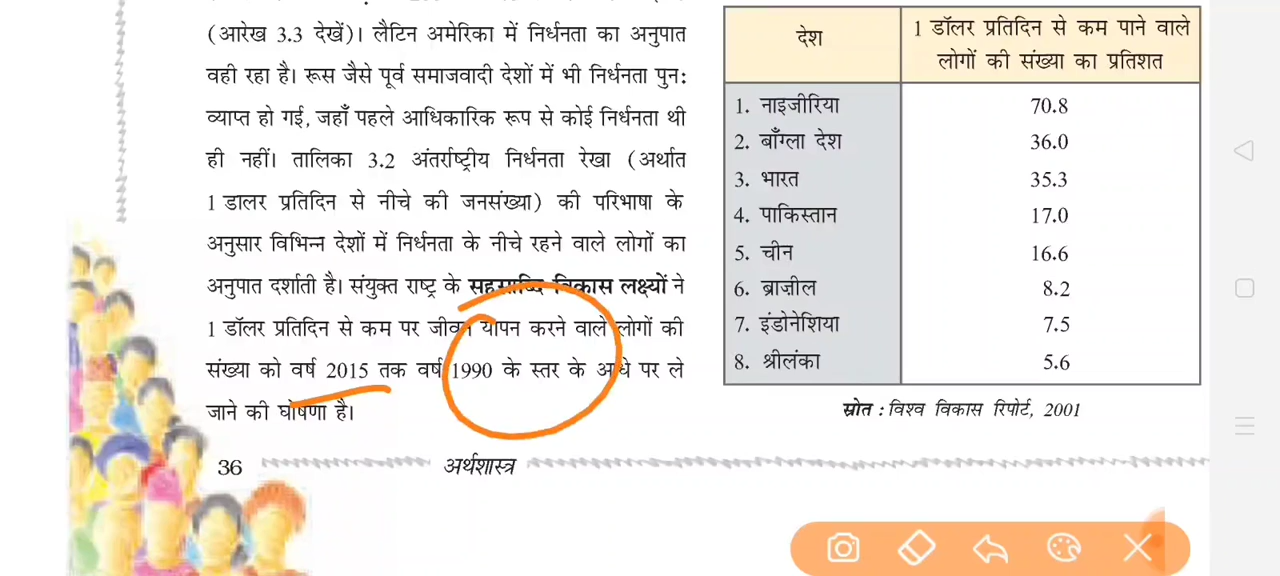 (आरेख 3.3 देखें)। लैटिन अमेरिका में निर्धनता का अनुपात
वही रहा है। रूस जैसे पूर्व समाजवादी देशों में भी निर्धनता पुन:
व्याप्त हो गई, जहाँ पहले आधिकारिक रूप से कोई निर्धनता थी
ही नहीं। तालिका 3.2 अंतर्राष्ट्रीय निर्धनता रेखा (अर्थात
1 डालर प्रतिदिन से नीचे की जनसंख्या) की परिभाषा के
अनुसार विभिन्न देशों में निर्धनता के नीचे रहने वाले लोगों का
अनुपात दर्शाती है। संयुक्त राष्ट्र के सहस्राब्दि विकास लक्ष्यों ने
1 डॉलर प्रतिदिन से कम पर जीवन यापन करने वाले लोगों की
संख्या को वर्ष 2015 तक वर्ष 1990 के स्तर के आधे पर ले
जाने की घोषणा है।
देश
1 डॉलर प्रतिदिन से कम पाने वाले
लोगों की संख्या का प्रतिशत
1. नाइजीरिया 70.8
2. बाँग्ला देश 36.0
3. भारत 35.3
4. पाकिस्तान 17.0
5. चीन 16.6
6. ब्राजील 8.2
7. इंडोनेशिया 7.5
8. श्रीलंका 5.6
स्रोत : विश्व विकास रिपोर्ट, 2001
36
अर्थशास्त्र